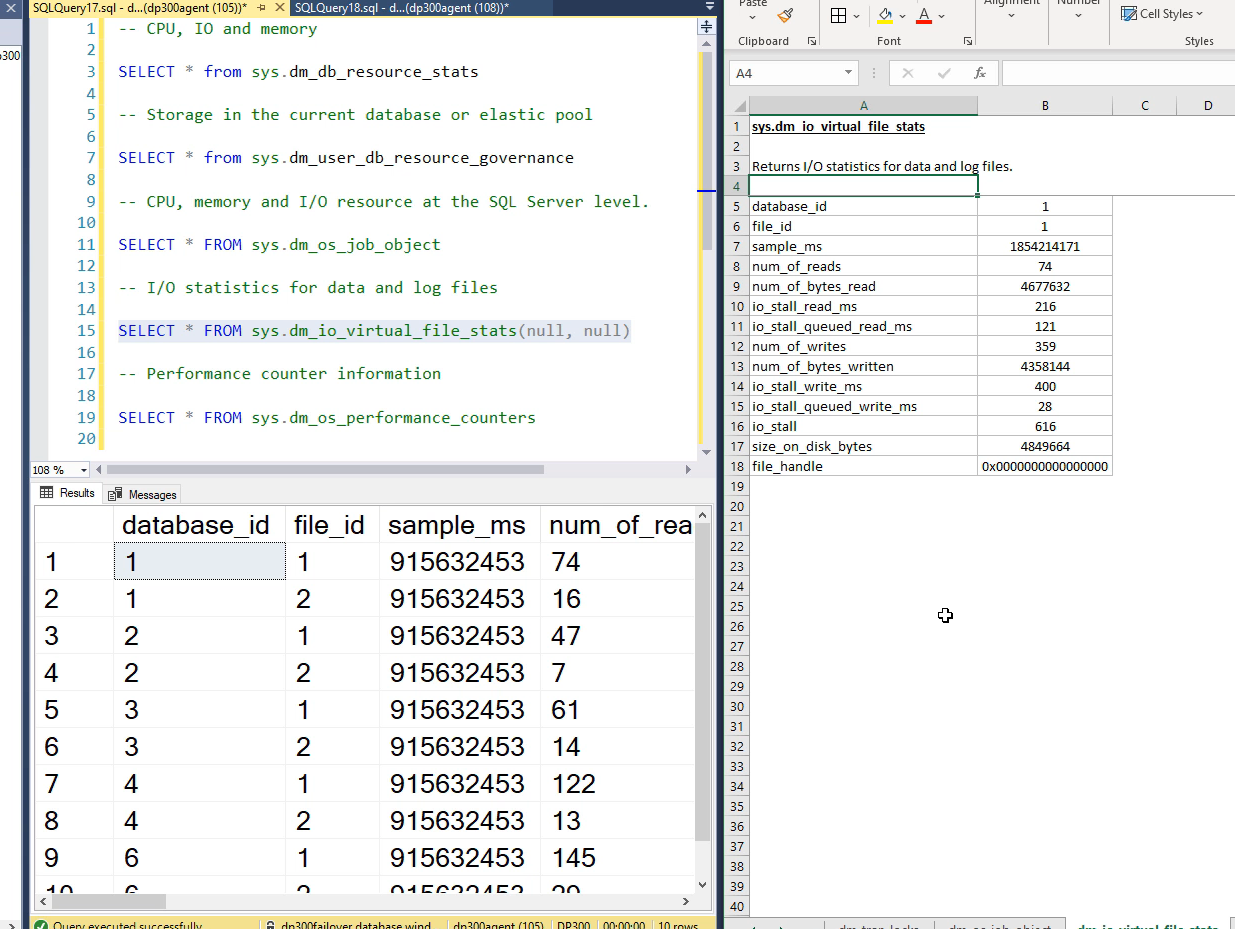 SQLQuery17.sql - d...(dp300agent (105))*
SQLQuery18.sql - d...(dp300agent (108))*
1 -- CPU, IO and memory
2
3 SELECT * from sys.dm_db_resource_stats
4
5 -- Storage in the current database or elastic pool
6
7 SELECT * from sys.dm_user_db_resource_governance
8
9 -- CPU, memory and I/O resource at the SQL Server level.
10
11 SELECT * FROM sys.dm_os_job_object
12
13 -- I/O statistics for data and log files
14
15 SELECT * FROM sys.dm_io_virtual_file_stats(null, null)
16
17 -- Performance counter information
18
19 SELECT * FROM sys.dm_os_performance_counters
20
108 %
Results Messages
database_id file_id sample_ms num_of_rea
1 1 1 915632453 74
2 1 2 915632453 16
3 2 1 915632453 47
4 2 2 915632453 7
5 3 1 915632453 61
6 3 2 915632453 14
7 4 1 915632453 122
8 4 2 915632453 13
9 6 1 915632453 145
10 6 2 915632453
Query executed successfully
dp300failover.database.wind... dp300agent (105) DP300 00:00:00 10 rows
Paste
Alignment Number
Cell Styles
Clipboard Font Styles
A4 fx
A B C D
1 sys.dm_io_virtual_file_stats
2
3 Returns I/O statistics for data and log files.
4
5 database_id 1
6 file_id 1
7 sample_ms 1854214171
8 num_of_reads 74
9 num_of_bytes_read 4677632
10 io_stall_read_ms 216
11 io_stall_queued_read_ms 121
12 num_of_writes 359
13 num_of_bytes_written 4358144
14 io_stall_write_ms 400
15 io_stall_queued_write_ms 28
16 io_stall 616
17 size_on_disk_bytes 4849664
18 file_handle 0x0000000000000000
19
20
21
22
23
24
25
26
27
28
29
30
31
32
33
34
35
36
37
38
39
40
dm_tran_locks dm_os_job_object dm_io_virtual_file_stats